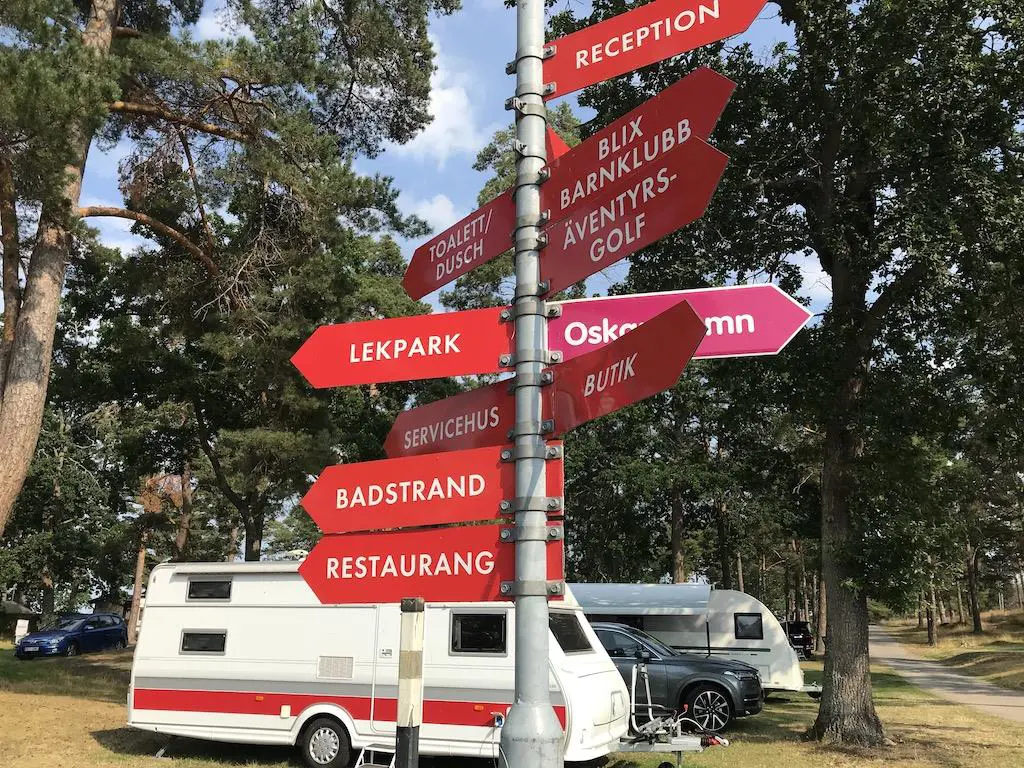 RECEPTION
BLIX
BARNKLUBB
ÄVENTYRS-
GOLF
TOALETT/
DUSCH
LEKPARK
BUTIK
SERVICEHUS
BADSTRAND
RESTAURANG